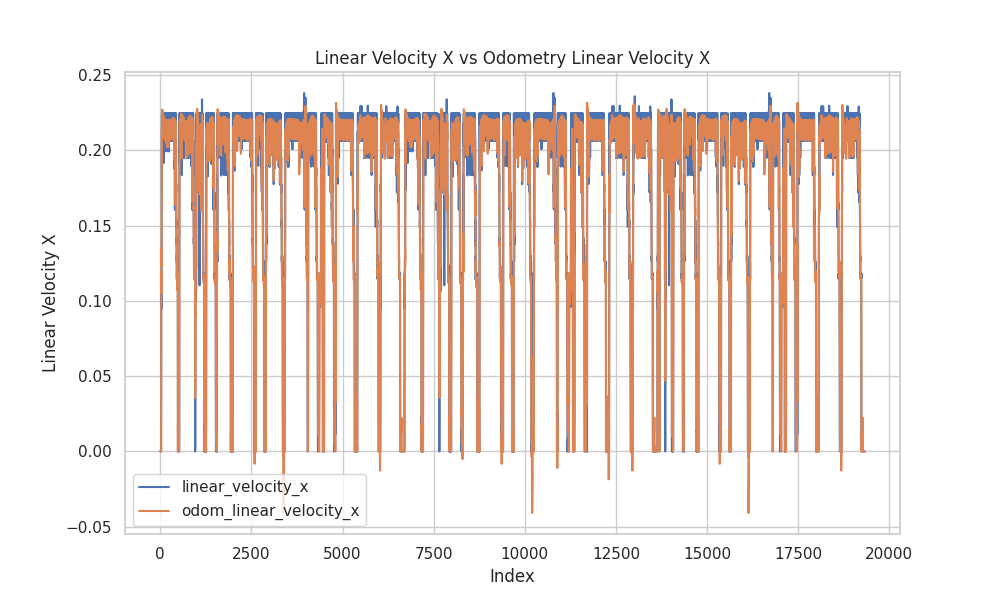 Linear Velocity X vs Odometry Linear Velocity X
0.25
0.20
0.15
0.10
0.05
0.00
−0.05
Linear Velocity X
linear_velocity_x
odom_linear_velocity_x
0 2500 5000 7500 10000 12500 15000 17500 20000
Index